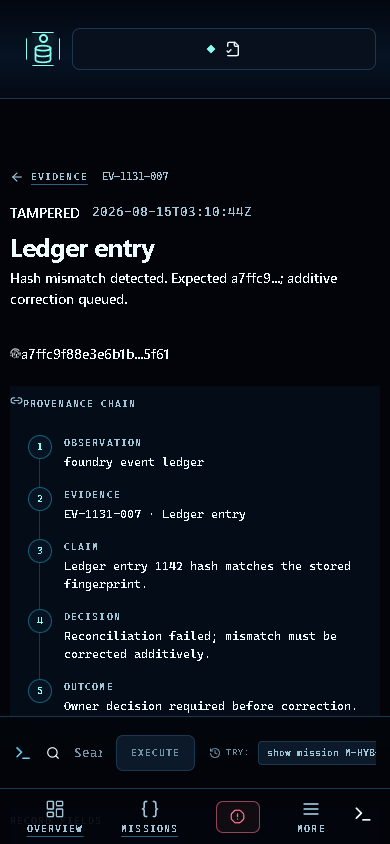 EVIDENCE EV-1131-007
TAMPERED 2026-08-15T03:10:44Z
Ledger entry
Hash mismatch detected. Expected a7ffc9…; additive
correction queued.
a7ffc9f88e3e6b1b…5f61
PROVENANCE CHAIN
1 OBSERVATION
foundry event ledger
2 EVIDENCE
EV-1131-007 · Ledger entry
3 CLAIM
Ledger entry 1142 hash matches the stored
fingerprint.
4 DECISION
Reconciliation failed; mismatch must be
corrected additively.
5 OUTCOME
Owner decision required before correction.
Sear EXECUTE TRY: show mission M-HYB
RECORD FIELDS
OVERVIEW MISSIONS MORE